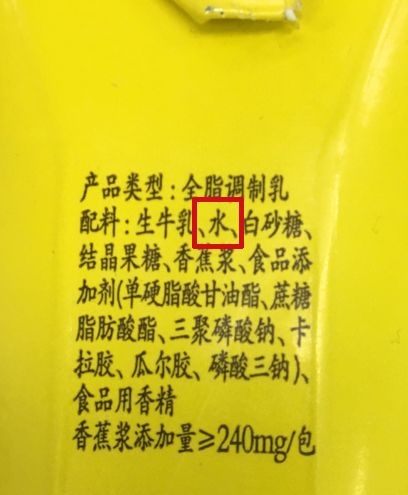 产品类型:全脂调制乳
配料:生牛乳、水、白砂糖、
结晶果糖、香蕉浆、食品添
加剂(单硬脂酸甘油酯、蔗糖
脂肪酸酯、三聚磷酸钠、卡
拉胶、瓜尔胶、磷酸三钠)、
食品用香精
香蕉浆添加量≥240mg/包